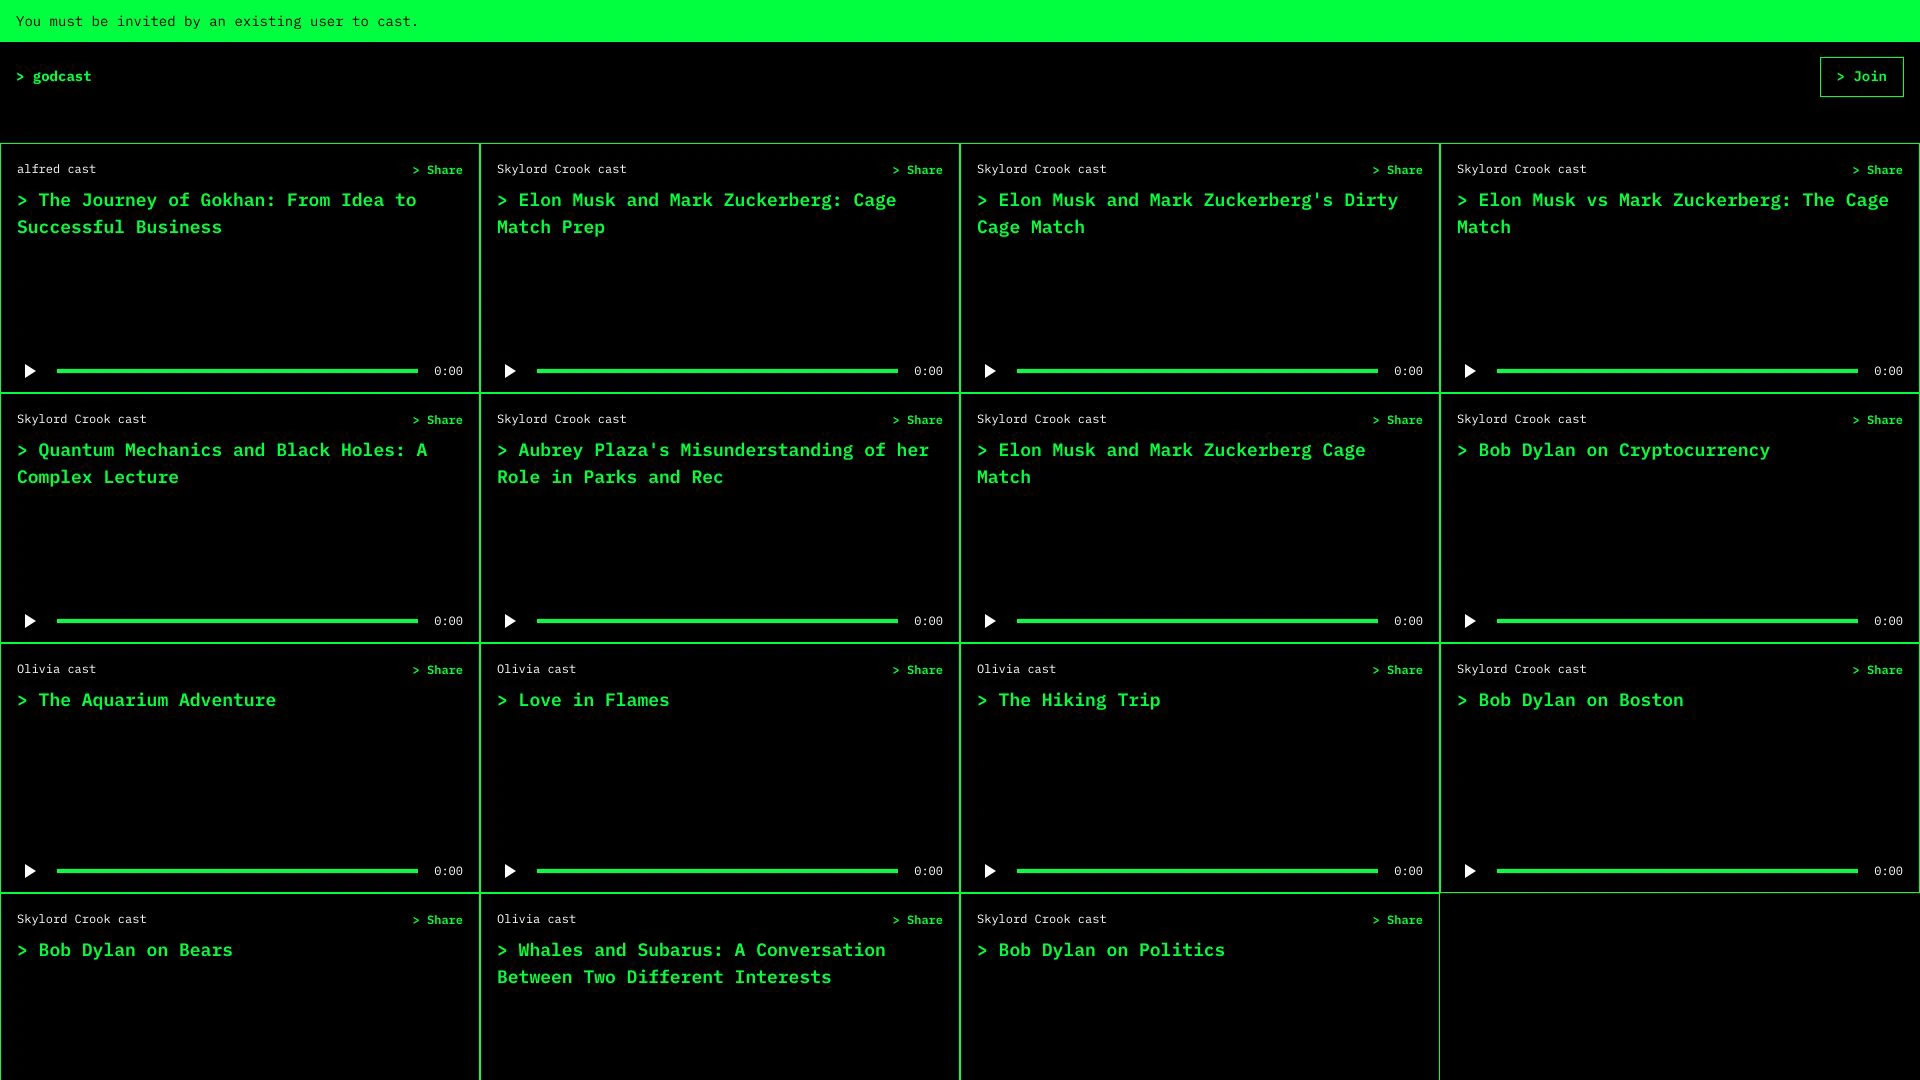 You must be invited by an existing user to cast.
> godcast
> Join
alfred cast
> Share
> The Journey of Gokhan: From Idea to
Successful Business
0:00
Skylord Crook cast
> Share
> Elon Musk and Mark Zuckerberg: Cage
Match Prep
0:00
Skylord Crook cast
> Share
> Elon Musk and Mark Zuckerberg's Dirty
Cage Match
0:00
Skylord Crook cast
> Share
> Elon Musk vs Mark Zuckerberg: The Cage
Match
0:00
Skylord Crook cast
> Share
> Quantum Mechanics and Black Holes: A
Complex Lecture
0:00
Skylord Crook cast
> Share
> Aubrey Plaza's Misunderstanding of her
Role in Parks and Rec
0:00
Skylord Crook cast
> Share
> Elon Musk and Mark Zuckerberg Cage
Match
0:00
Skylord Crook cast
> Share
> Bob Dylan on Cryptocurrency
0:00
Olivia cast
> Share
> The Aquarium Adventure
0:00
Olivia cast
> Share
> Love in Flames
0:00
Olivia cast
> Share
> The Hiking Trip
0:00
Skylord Crook cast
> Share
> Bob Dylan on Boston
0:00
Skylord Crook cast
> Share
> Bob Dylan on Bears
Olivia cast
> Share
> Whales and Subarus: A Conversation
Between Two Different Interests
Skylord Crook cast
> Share
> Bob Dylan on Politics